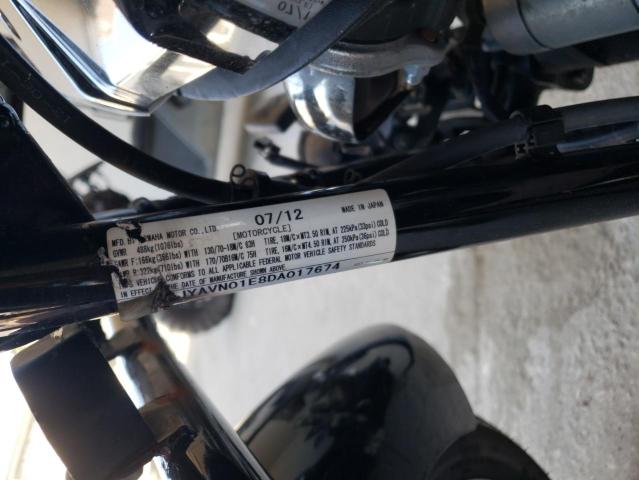 07/12 MADE IN JAPAN
MFD. BY YAMAHA MOTOR CO., LTD. [MOTORCYCLE]
GVWR 488kg(1076lbs)
F:166kg(366lbs) WITH 130/70-18M/C 63H TIRE, 18M/C×MT3.50 RIM, AT 225kPa(33psi) COLD
R:322kg(710lbs) WITH 170/70B16M/C 75H TIRE, 16M/C×MT4.50 RIM, AT 250kPa(36psi) COLD
THIS VEHICLE CONFORMS TO ALL APPLICABLE FEDERAL MOTOR VEHICLE SAFETY STANDARDS
IN EFFECT ON THE DATE OF MANUFACTURE SHOWN ABOVE
JYAVN01E8DA017674